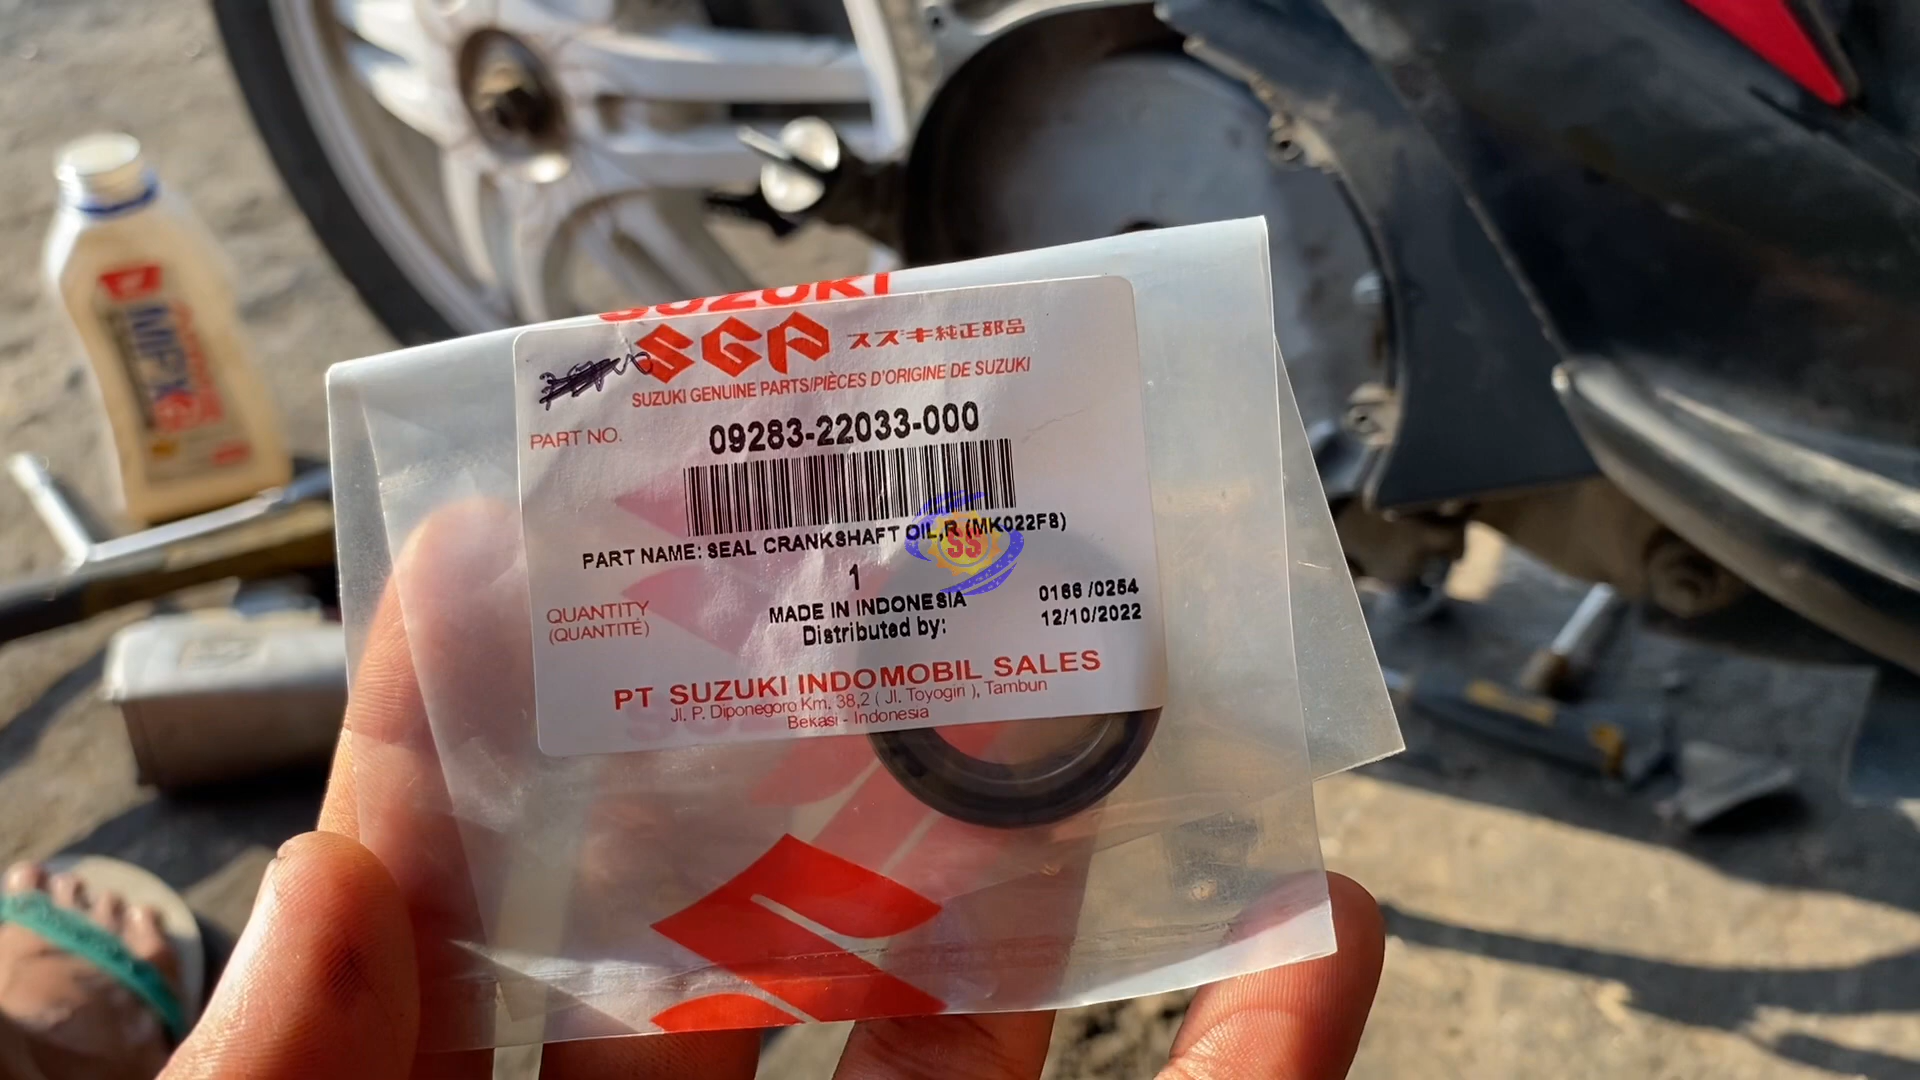 SUZUKI
SGP スズキ純正部品
SUZUKI GENUINE PARTS/PIÈCES D'ORIGINE DE SUZUKI
PART NO. 09283-22033-000
PART NAME: SEAL CRANKSHAFT OIL,R (MK022F8)
SS
QUANTITY 1
(QUANTITÉ)
MADE IN INDONESIA 0166 /0254
Distributed by: 12/10/2022
PT SUZUKI INDOMOBIL SALES
Jl. P. Diponegoro Km. 38,2 ( Jl. Toyogiri ), Tambun
Bekasi - Indonesia
MPX